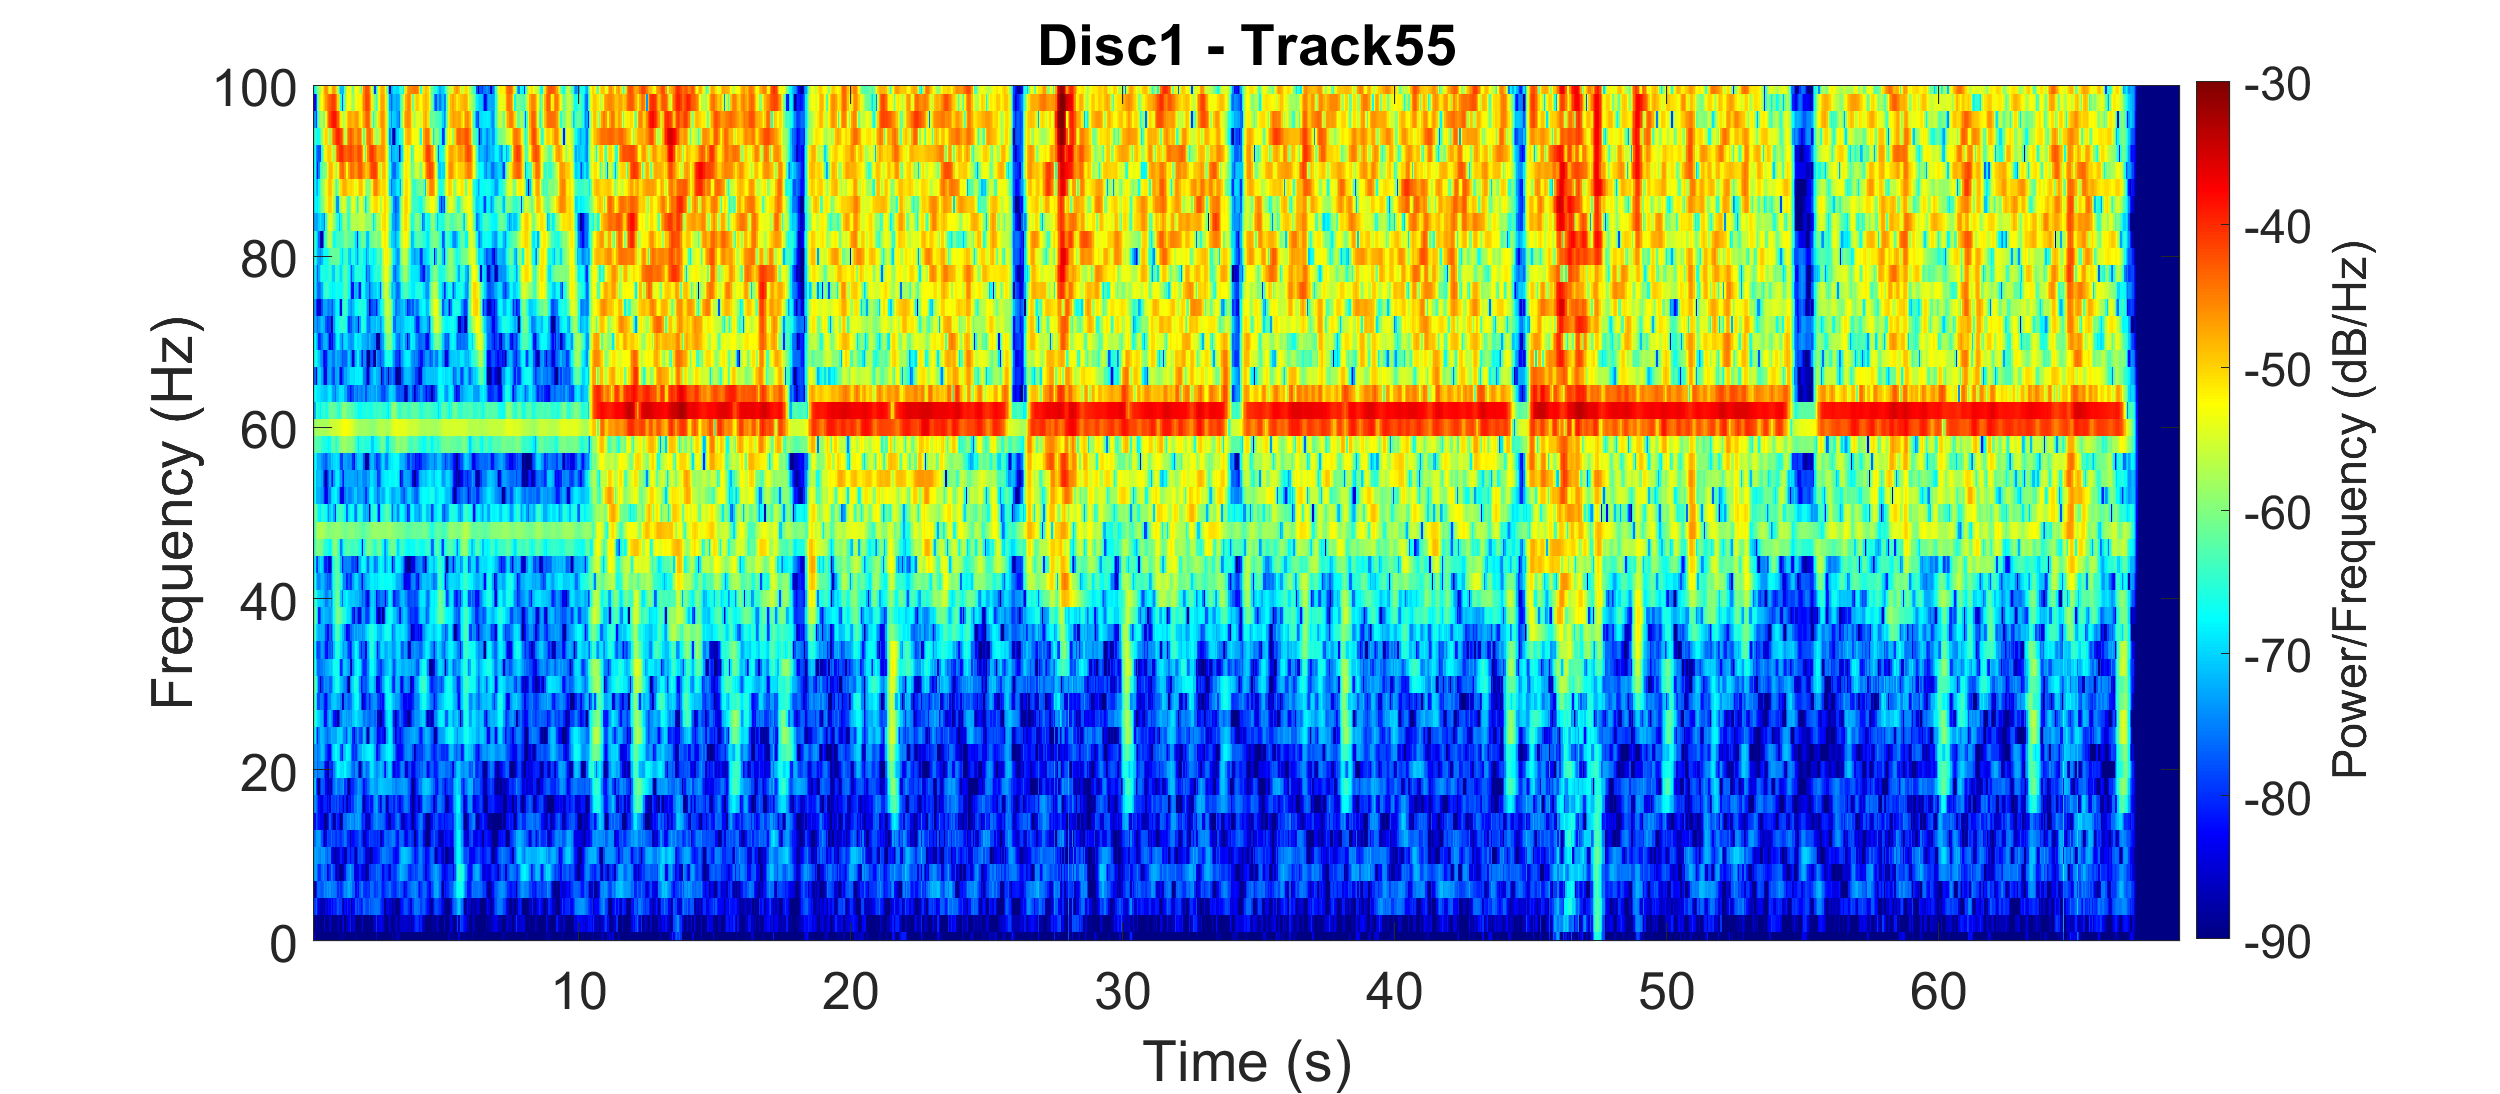 Disc1 - Track55
100
80
60
40
20
0
Frequency (Hz)
10 20 30 40 50 60
Time (s)
-30
-40
-50
-60
-70
-80
-90
Power/Frequency (dB/Hz)